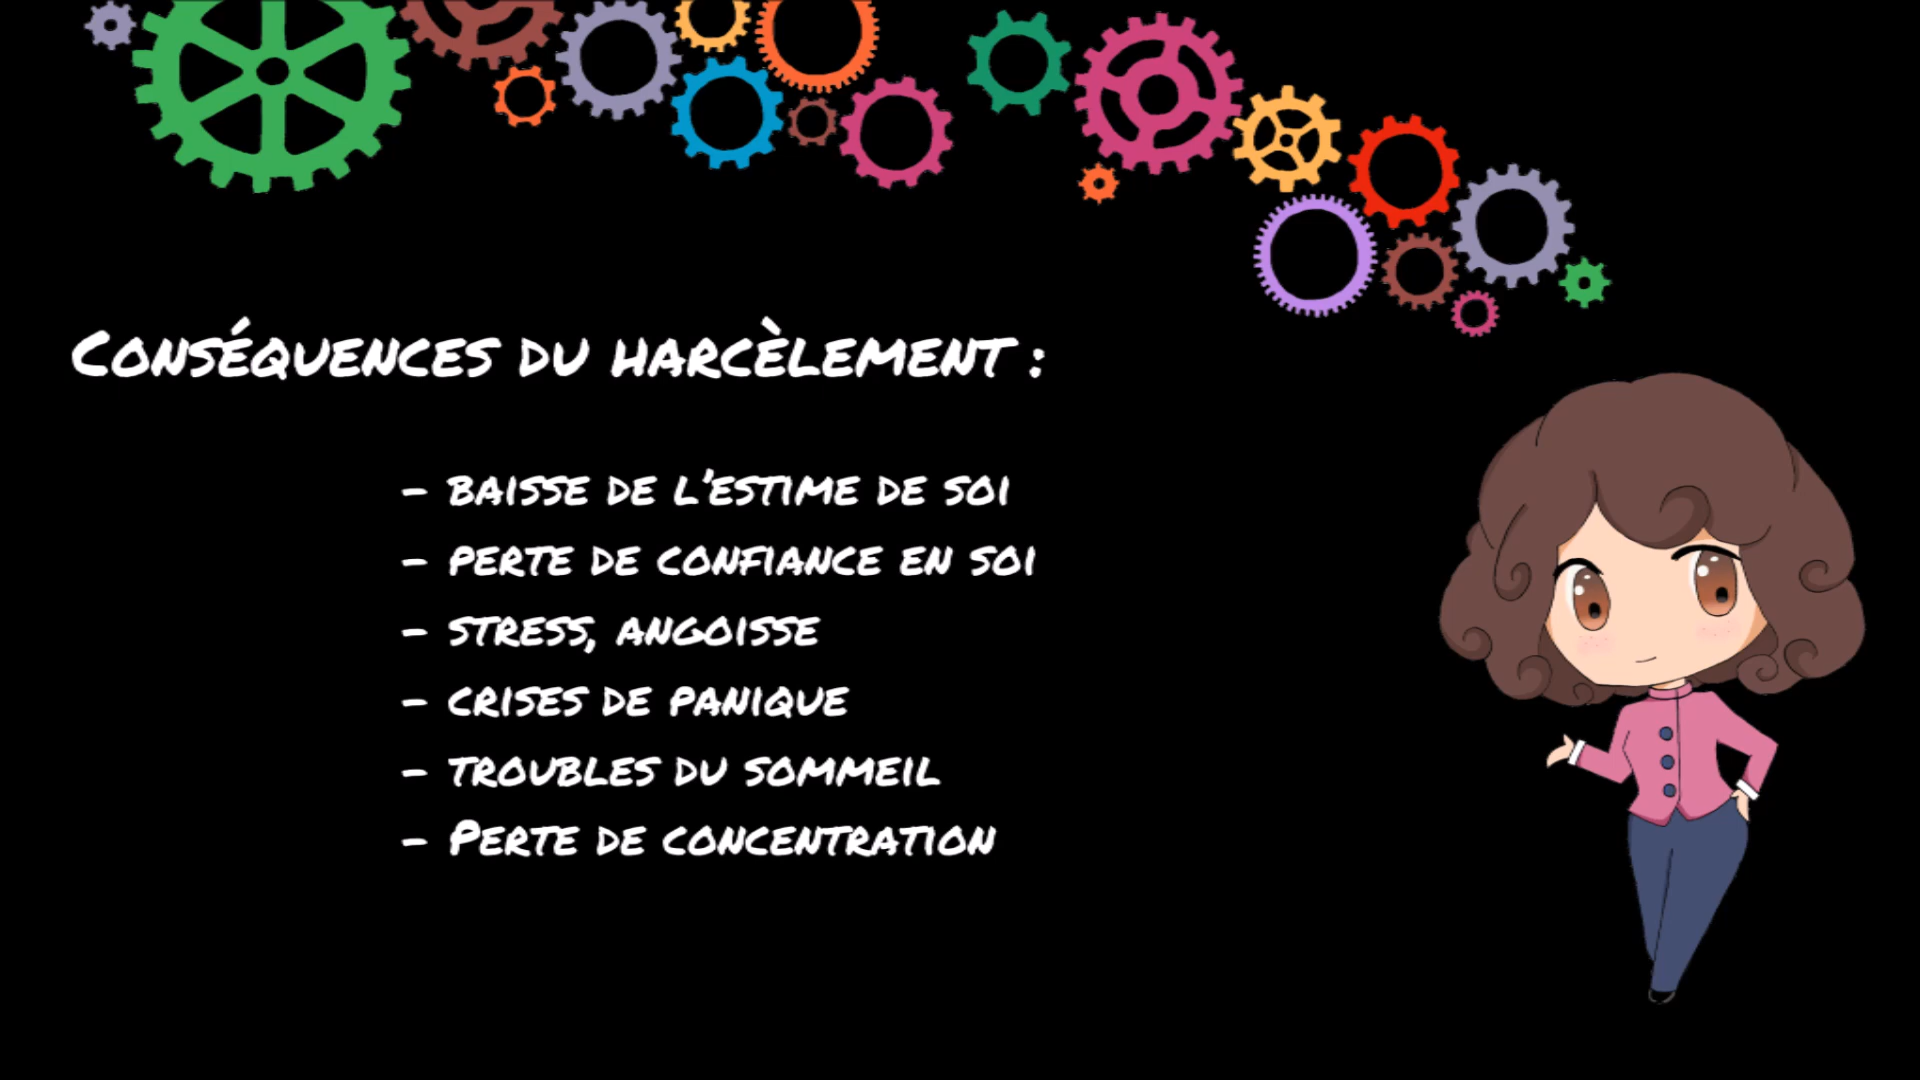 Conséquences du harcèlement :
- baisse de l'estime de soi
- perte de confiance en soi
- stress, angoisse
- crises de panique
- troubles du sommeil
- Perte de concentration